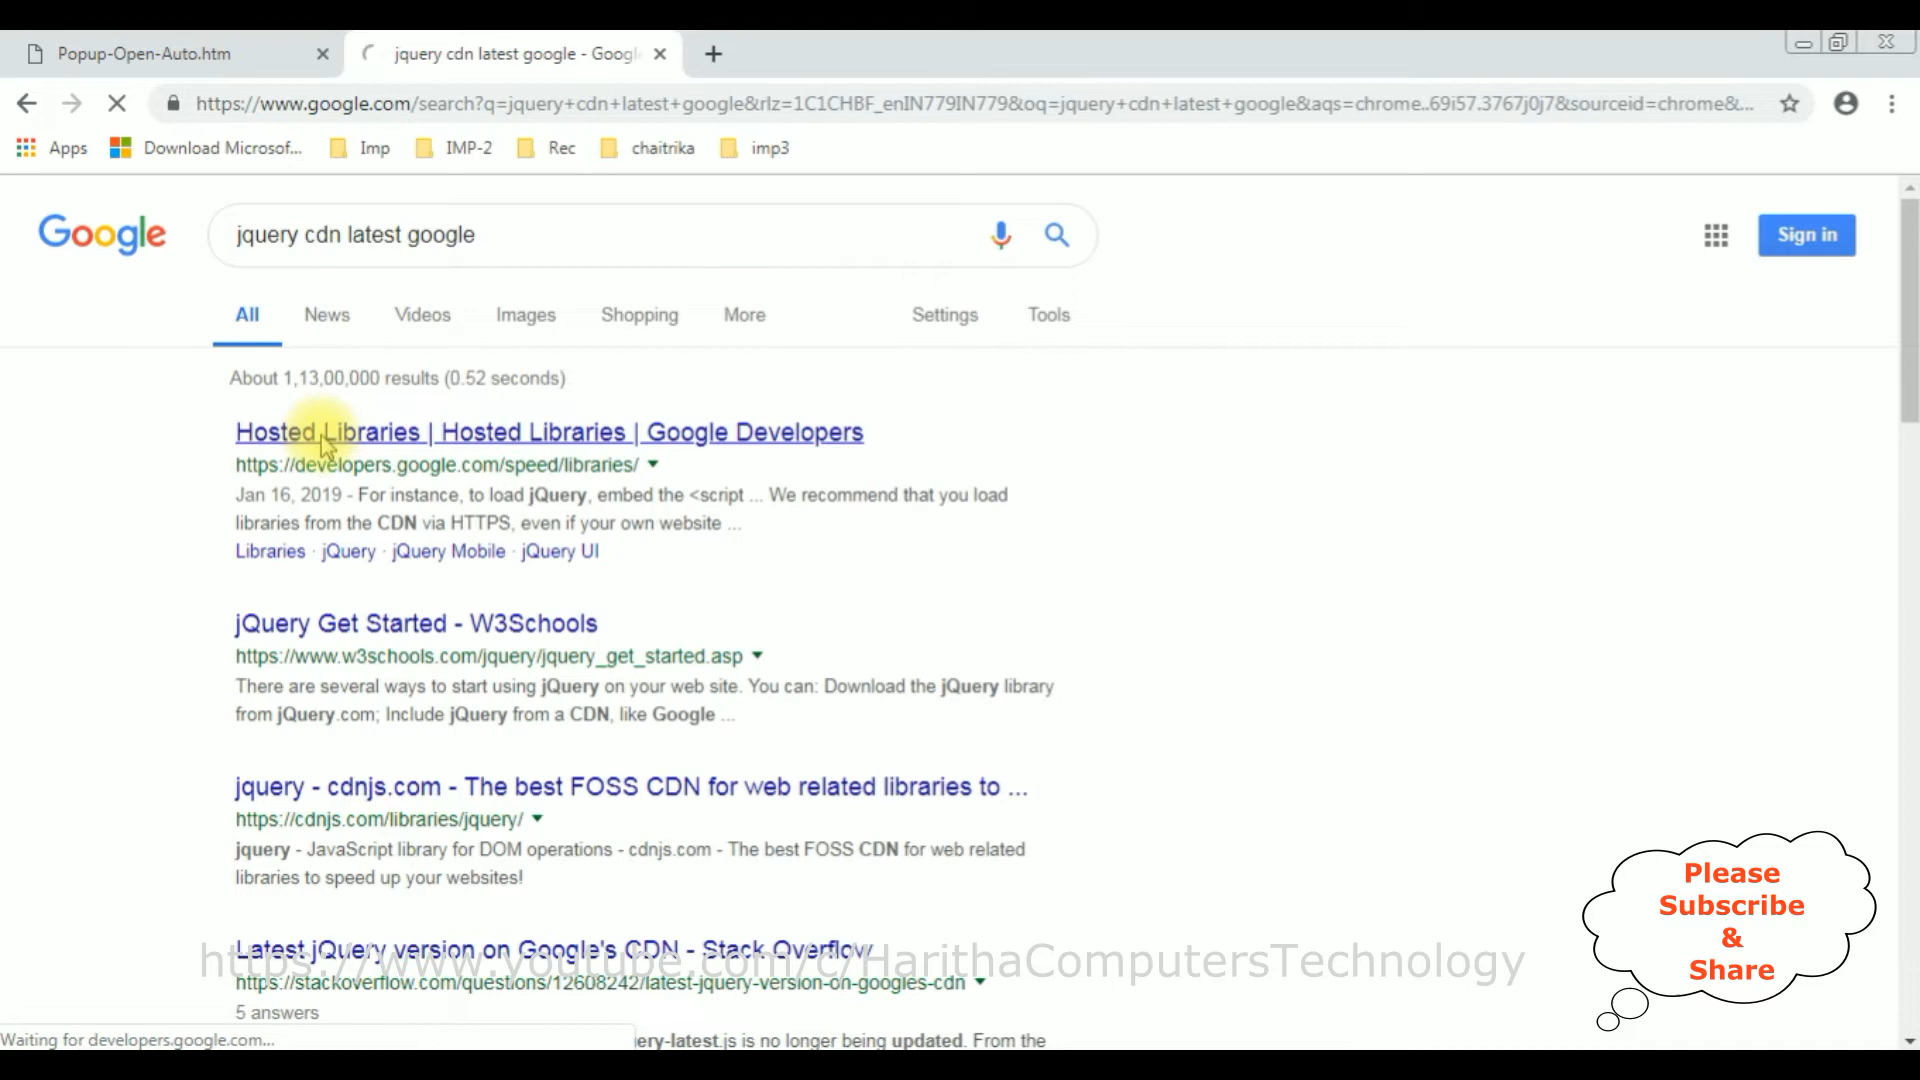 Popup-Open-Auto.htm
jquery cdn latest google - Googl
https://www.google.com/search?q=jquery+cdn+latest+google&rlz=1C1CHBF_enIN779IN779&oq=jquery+cdn+latest+google&aqs=chrome..69i57.3767j0j7&sourceid=chrome&...
Apps
Download Microsof...
Imp
IMP-2
Rec
chaitrika
imp3
Google
jquery cdn latest google
Sign in
All
News
Videos
Images
Shopping
More
Settings
Tools
About 1,13,00,000 results (0.52 seconds)
Hosted Libraries | Hosted Libraries | Google Developers
https://developers.google.com/speed/libraries/
Jan 16, 2019 - For instance, to load jQuery, embed the <script ... We recommend that you load
libraries from the CDN via HTTPS, even if your own website ...
Libraries · jQuery · jQuery Mobile · jQuery UI
jQuery Get Started - W3Schools
https://www.w3schools.com/jquery/jquery_get_started.asp
There are several ways to start using jQuery on your web site. You can: Download the jQuery library
from jQuery.com; Include jQuery from a CDN, like Google ...
jquery - cdnjs.com - The best FOSS CDN for web related libraries to ...
https://cdnjs.com/libraries/jquery/
jquery - JavaScript library for DOM operations - cdnjs.com - The best FOSS CDN for web related
libraries to speed up your websites!
Latest jQuery version on Google's CDN - Stack Overflow
https://www.youtube.com/c/HarithaComputersTechnology
https://stackoverflow.com/questions/12608242/latest-jquery-version-on-googles-cdn
5 answers
ery-latest.js is no longer being updated. From the
Waiting for developers.google.com...
Please
Subscribe
&
Share